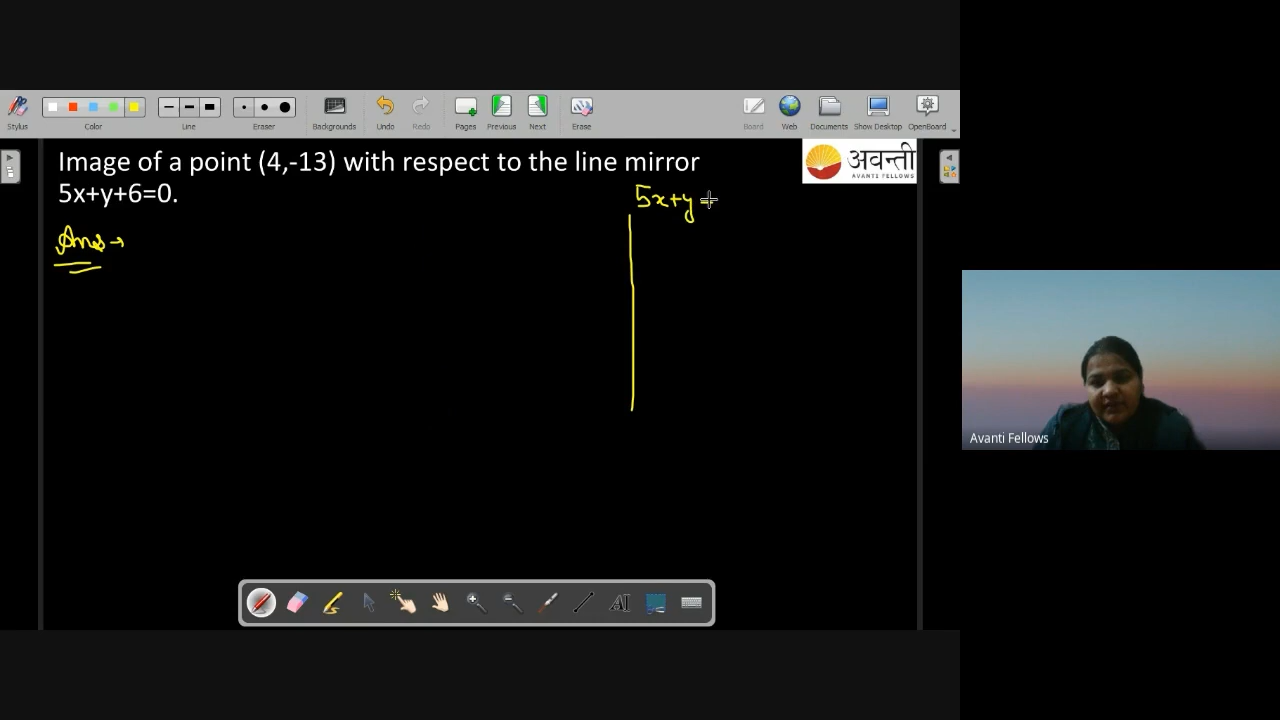 Stylus
Color
Line
Eraser
Backgrounds
Undo
Redo
Pages
Previous
Next
Erase
Board
Web
Documents
Show Desktop
OpenBoard
Image of a point (4,-13) with respect to the line mirror
5x+y+6=0.
अवन्ती
AVANTI FELLOWS
5x+y=
Ans→
AI
Avanti Fellows